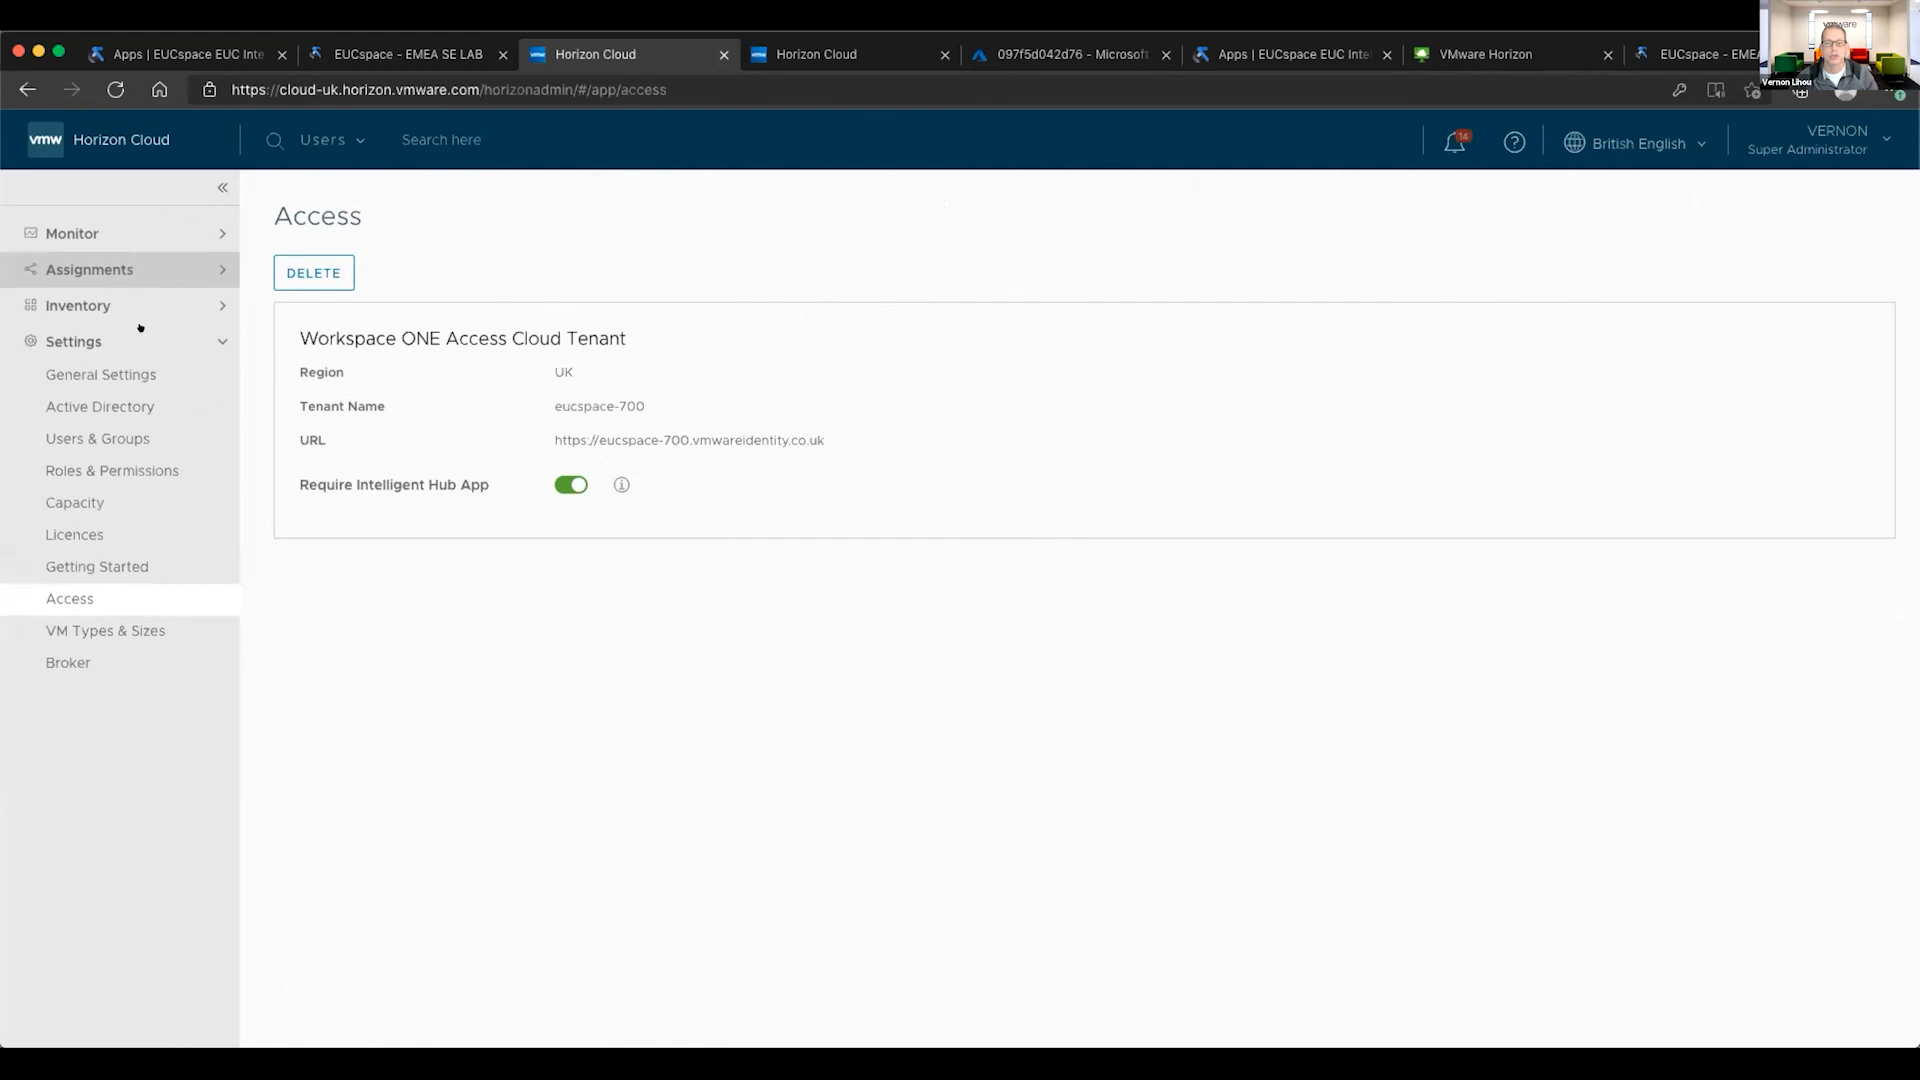 Apps | EUCspace EUC Inte
EUCspace - EMEA SE LAB
Horizon Cloud
Horizon Cloud
097f5d042d76 - Microsoft
Apps | EUCspace EUC Inte
VMware Horizon
EUCspace - EMEA
vmware
Vernon Lihou
https://cloud-uk.horizon.vmware.com/horizonadmin/#/app/access
vmw Horizon Cloud
Users
Search here
14
British English
VERNON
Super Administrator
Monitor
Assignments
Inventory
Settings
General Settings
Active Directory
Users & Groups
Roles & Permissions
Capacity
Licences
Getting Started
Access
VM Types & Sizes
Broker
Access
DELETE
Workspace ONE Access Cloud Tenant
Region UK
Tenant Name eucspace-700
URL https://eucspace-700.vmwareidentity.co.uk
Require Intelligent Hub App